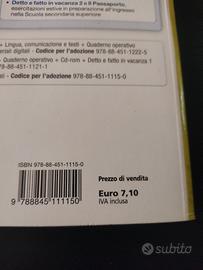 • Detto e fatto in vacanza 2 e Il Passaporto,
esercitazioni estive in preparazione all'ingresso
nella Scuola secondaria superiore
+ Lingua, comunicazione e testi + Quaderno operativo
digitali - Codice per l'adozione 978-88-451-1222-5
+ Quaderno operativo + Cd-rom + Detto e fatto in vacanza 1
-88-451-1121-1
digitali - Codice per l'adozione 978-88-451-1115-0
ISBN 978-88-451-1115-0
9 788845 111150
Prezzo di vendita
Euro 7,10
IVA inclusa
subito